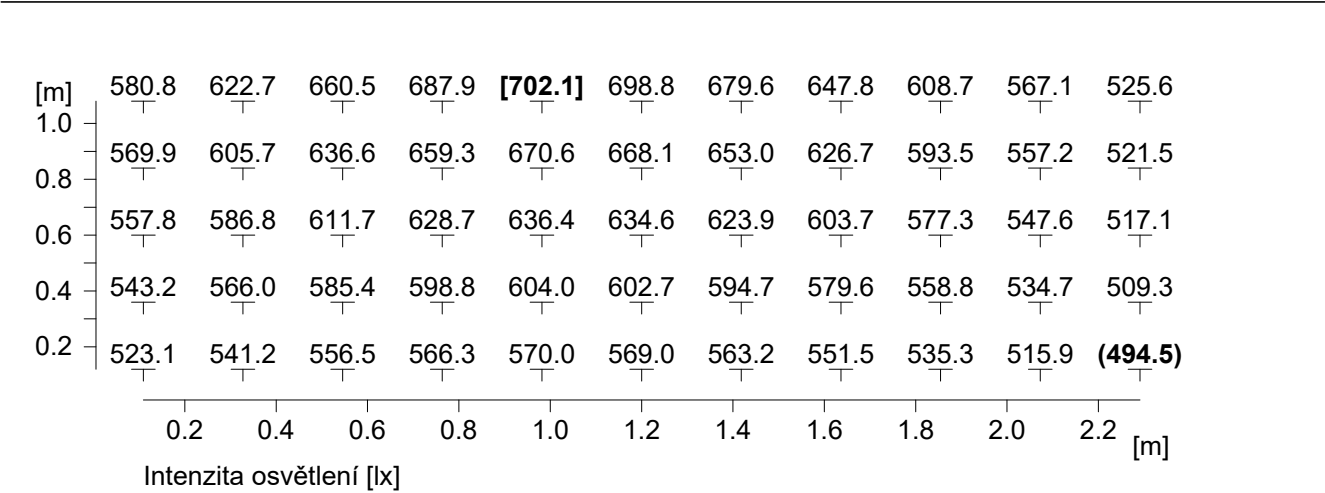 [m] 580.8 622.7 660.5 687.9 [702.1] 698.8 679.6 647.8 608.7 567.1 525.6
1.0
569.9 605.7 636.6 659.3 670.6 668.1 653.0 626.7 593.5 557.2 521.5
0.8
557.8 586.8 611.7 628.7 636.4 634.6 623.9 603.7 577.3 547.6 517.1
0.6
0.4 543.2 566.0 585.4 598.8 604.0 602.7 594.7 579.6 558.8 534.7 509.3
0.2 523.1 541.2 556.5 566.3 570.0 569.0 563.2 551.5 535.3 515.9 (494.5)
0.2 0.4 0.6 0.8 1.0 1.2 1.4 1.6 1.8 2.0 2.2 [m]
Intenzita osvětlení [lx]